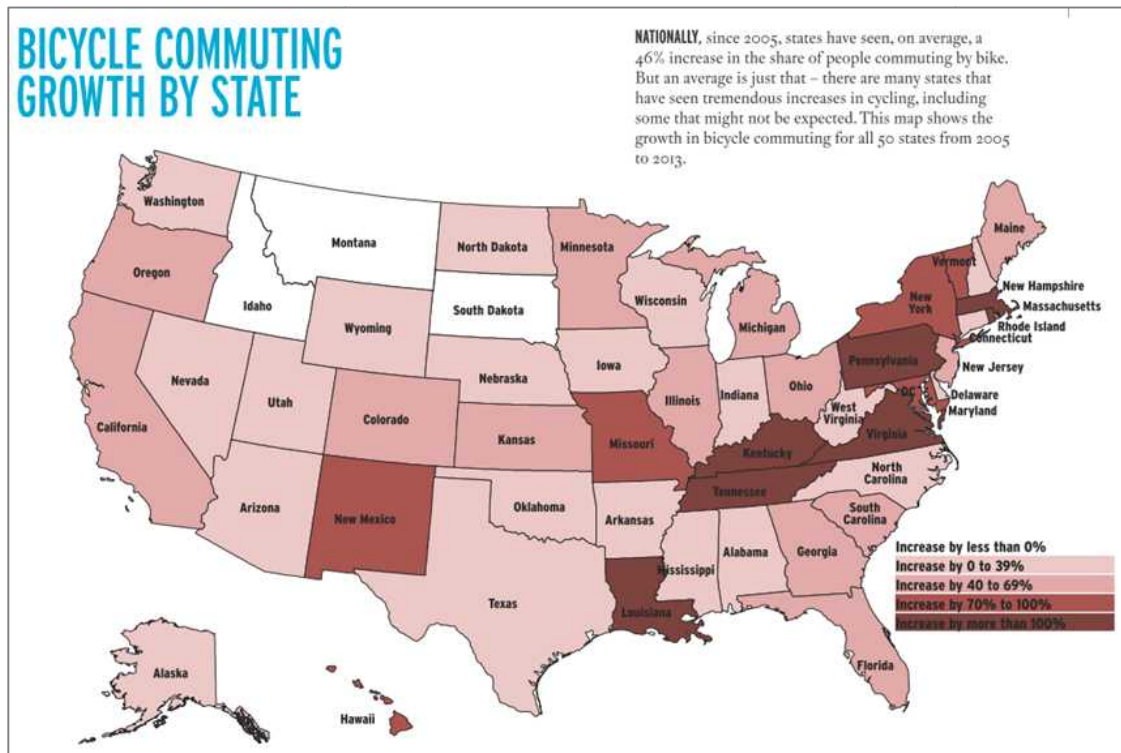 BICYCLE COMMUTING
GROWTH BY STATE
NATIONALLY, since 2005, states have seen, on average, a
46% increase in the share of people commuting by bike.
But an average is just that – there are many states that
have seen tremendous increases in cycling, including
some that might not be expected. This map shows the
growth in bicycle commuting for all 50 states from 2005
to 2013.
Washington
Montana
North Dakota
Minnesota
Maine
Oregon
Idaho
South Dakota
Wisconsin
Vermont
New Hampshire
Massachusetts
Wyoming
Michigan
New
York
Rhode Island
Connecticut
Nevada
Utah
Nebraska
Iowa
Pennsylvania
New Jersey
California
Colorado
Kansas
Illinois
Indiana
Ohio
West
Virginia
DC
Delaware
Maryland
Missouri
Kentucky
Virginia
Arizona
New Mexico
Oklahoma
Arkansas
Tennessee
North
Carolina
South
Carolina
Texas
Louisiana
Mississippi
Alabama
Georgia
Florida
Alaska
Hawaii
Increase by less than 0%
Increase by 0 to 39%
Increase by 40 to 69%
Increase by 70% to 100%
Increase by more than 100%